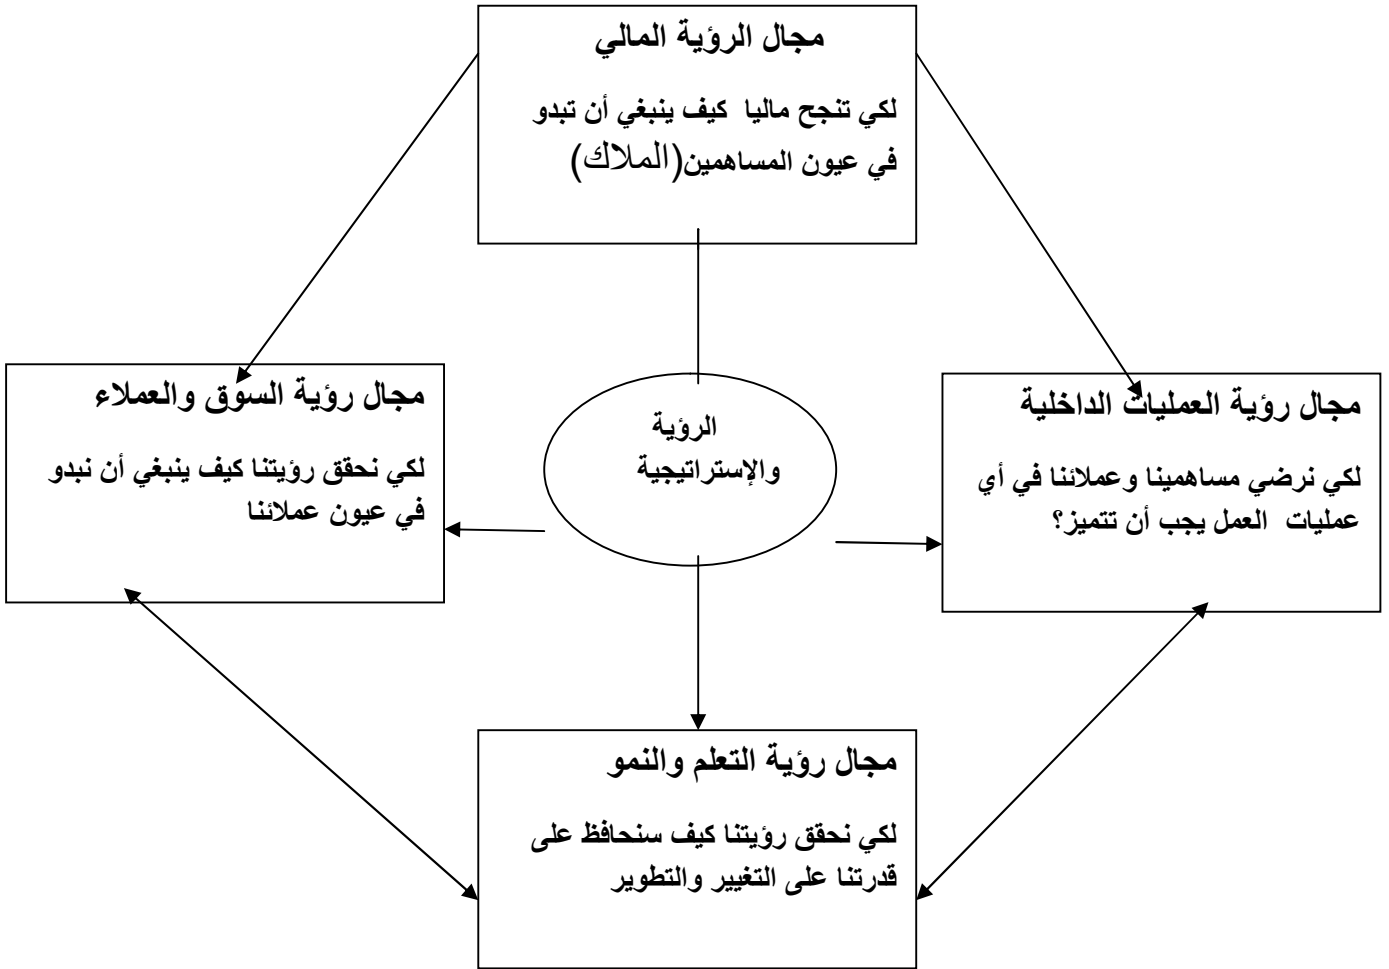 مجال الرؤية المالي
لكي تنجح ماليا كيف ينبغي أن تبدو
في عيون المساهمين(الملاك)
مجال رؤية العمليات الداخلية
لكي نرضي مساهمينا وعملائنا في أي
عمليات العمل يجب أن تتميز؟
الرؤية
والإستراتيجية
مجال رؤية السوق والعملاء
لكي نحقق رؤيتنا كيف ينبغي أن نبدو
في عيون عملائنا
مجال رؤية التعلم والنمو
لكي نحقق رؤيتنا كيف سنحافظ على
قدرتنا على التغيير والتطوير